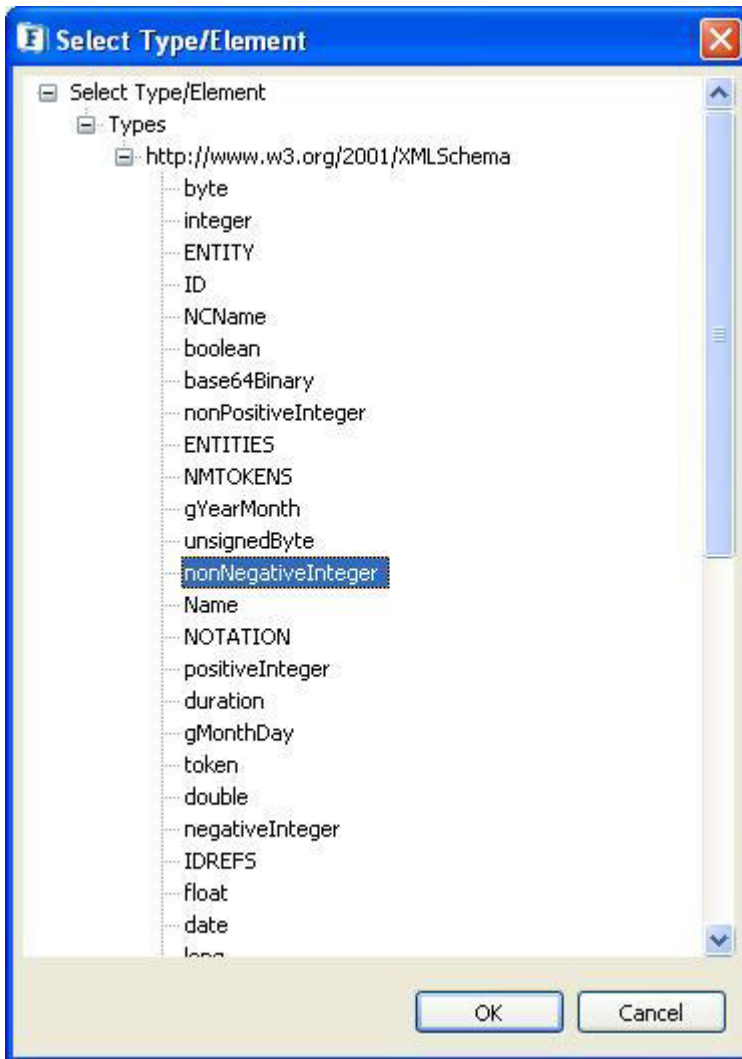 Select Type/Element
Select Type/Element
Types
http://www.w3.org/2001/XMLSchema
byte
integer
ENTITY
ID
NCName
boolean
base64Binary
nonPositiveInteger
ENTITIES
NMTOKENS
gYearMonth
unsignedByte
nonNegativeInteger
Name
NOTATION
positiveInteger
duration
gMonthDay
token
double
negativeInteger
IDREFS
float
date
long
OK Cancel